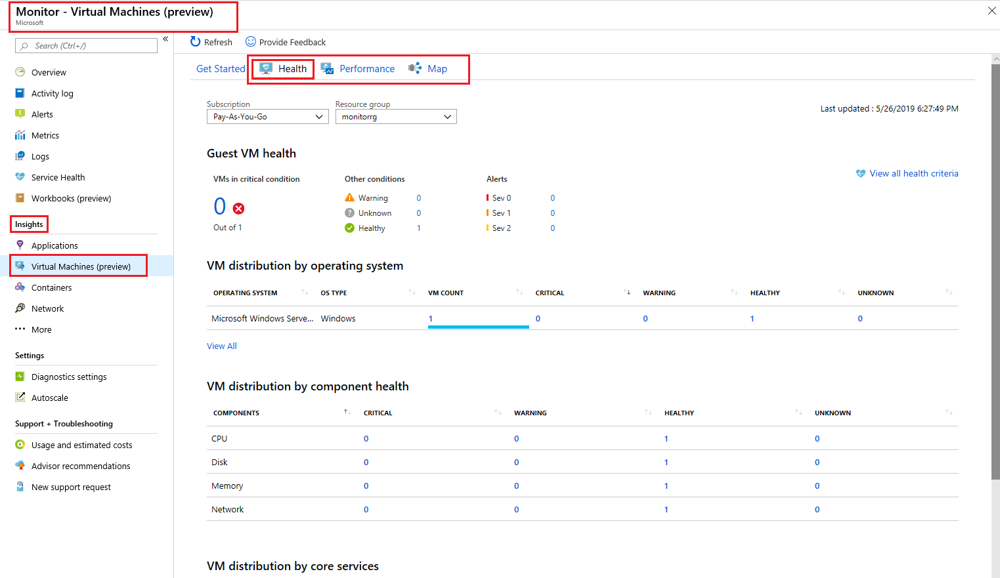 Monitor - Virtual Machines (preview)
Microsoft
Search (Ctrl+/)
«
Overview
Activity log
Alerts
Metrics
Logs
Service Health
Workbooks (preview)
Insights
Applications
Virtual Machines (preview)
Containers
Network
More
Settings
Diagnostics settings
Autoscale
Support + Troubleshooting
Usage and estimated costs
Advisor recommendations
New support request
Refresh Provide Feedback
Get Started Health Performance Map
Subscription Resource group
Pay-As-You-Go monitorrg
Last updated : 5/26/2019 6:27:49 PM
Guest VM health
View all health criteria
VMs in critical condition Other conditions Alerts
0
Out of 1
Warning 0
Unknown 0
Healthy 1
Sev 0 0
Sev 1 0
Sev 2 0
VM distribution by operating system
OPERATING SYSTEM OS TYPE VM COUNT CRITICAL WARNING HEALTHY UNKNOWN
Microsoft Windows Serve... Windows 1 0 0 1 0
View All
VM distribution by component health
COMPONENTS CRITICAL WARNING HEALTHY UNKNOWN
CPU 0 0 1 0
Disk 0 0 1 0
Memory 0 0 1 0
Network 0 0 1 0
VM distribution by core services